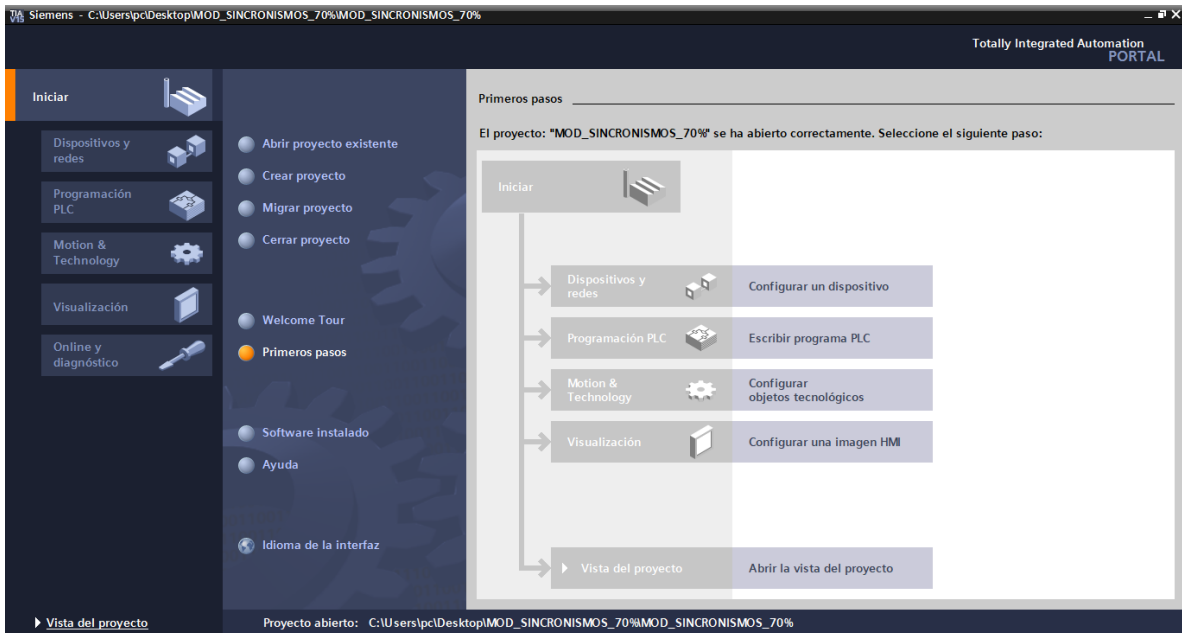 TIA V15 Siemens - C:\Users\pc\Desktop\MOD_SINCRONISMOS_70%\MOD_SINCRONISMOS_70%
Totally Integrated Automation
PORTAL
Iniciar
Dispositivos y
redes
Programación
PLC
Motion &
Technology
Visualización
Online y
diagnóstico
Vista del proyecto
Abrir proyecto existente
Crear proyecto
Migrar proyecto
Cerrar proyecto
Welcome Tour
Primeros pasos
Software instalado
Ayuda
Idioma de la interfaz
Primeros pasos
El proyecto: "MOD_SINCRONISMOS_70%" se ha abierto correctamente. Seleccione el siguiente paso:
Iniciar
Dispositivos y
redes
Configurar un dispositivo
Programación PLC
Escribir programa PLC
Motion &
Technology
Configurar
objetos tecnológicos
Visualización
Configurar una imagen HMI
Vista del proyecto
Abrir la vista del proyecto
Proyecto abierto: C:\Users\pc\Desktop\MOD_SINCRONISMOS_70%\MOD_SINCRONISMOS_70%